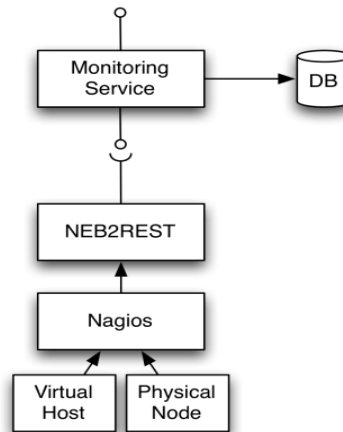 Monitoring
Service
DB
NEB2REST
Nagios
Virtual
Host
Physical
Node